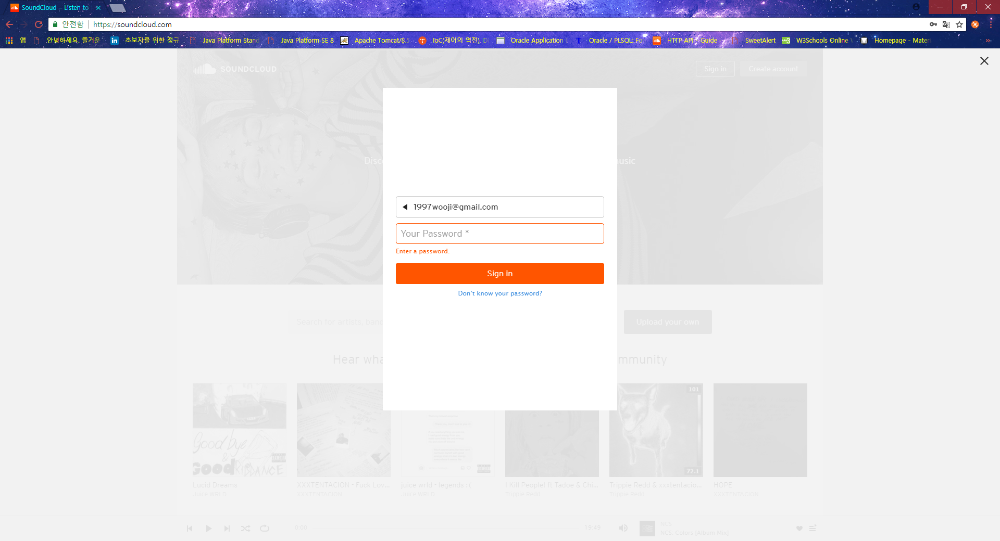 SoundCloud – Listen to
안전함 https://soundcloud.com
앱 안녕하세요. 즐거운 초보자를 위한 정규 Java Platform Stand Java Platform SE 8 Apache Tomcat/8.5 IoC(제어의 역전), D Oracle Application Oracle / PLSQL: HTTP API - Guide SweetAlert W3Schools Online Homepage - Materi
SOUNDCLOUD
Sign in Create account
Disco usic
1997wooji@gmail.com
Your Password *
Enter a password.
Sign in
Don't know your password?
Search for artists, band Upload your own
Hear wha mmunity
Good bye
&
Good RIDDANCE
101
72.1
Lucid Dreams
Juice WRLD
XXXTENTACION - Fuck Lov...
XXXTENTACION
juice wrld - legends :(
Juice WRLD
I Kill People! ft Tadoe & Chi...
Trippie Redd
Trippie Redd & xxxtentacio...
Trippie Redd
HOPE
XXXTENTACION
0:00 19:49
NCS
NCS: Colors [Album Mix]